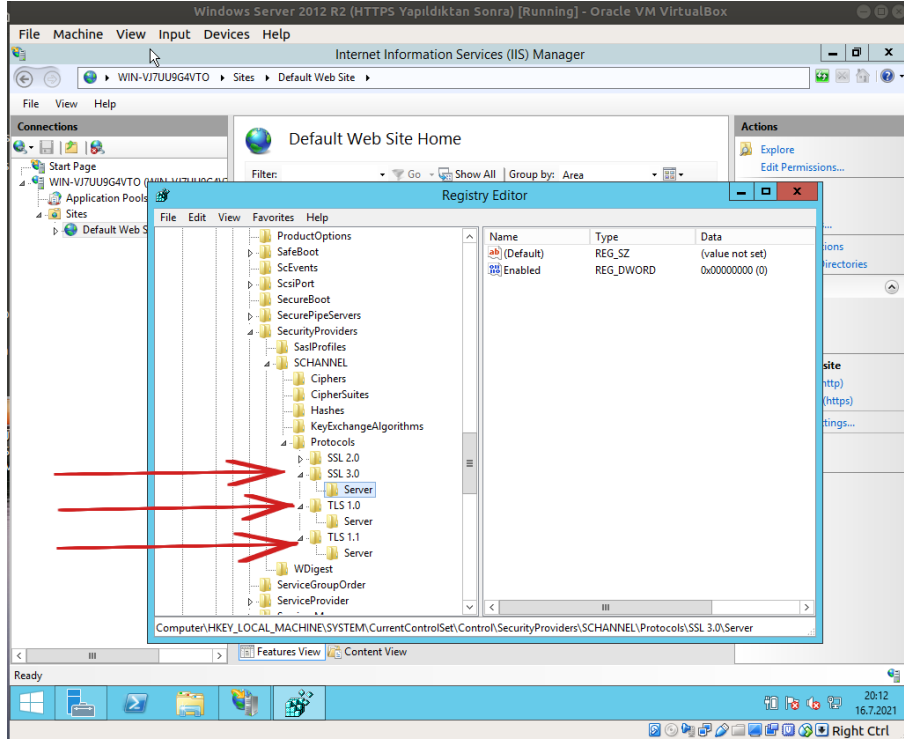 Windows Server 2012 R2 (HTTPS Yapıldıktan Sonra) [Running] - Oracle VM VirtualBox
File Machine View Input Devices Help
Internet Information Services (IIS) Manager
WIN-VJ7UU9G4VTO Sites Default Web Site
File View Help
Connections
Start Page
WIN-VJ7UU9G4VTO
Application Pools
Sites
Default Web S
Default Web Site Home
Filter: Go Show All Group by: Area
Actions
Explore
Edit Permissions...
...
ions
irectories
site
http)
(https)
ttings...
Registry Editor
File Edit View Favorites Help
ProductOptions
SafeBoot
ScEvents
ScsiPort
SecureBoot
SecurePipeServers
SecurityProviders
SaslProfiles
SCHANNEL
Ciphers
CipherSuites
Hashes
KeyExchangeAlgorithms
Protocols
SSL 2.0
SSL 3.0
Server
TLS 1.0
Server
TLS 1.1
Server
WDigest
ServiceGroupOrder
ServiceProvider
Name Type Data
(Default) REG_SZ (value not set)
Enabled REG_DWORD 0x00000000 (0)
Computer\HKEY_LOCAL_MACHINE\SYSTEM\CurrentControlSet\Control\SecurityProviders\SCHANNEL\Protocols\SSL 3.0\Server
Features View Content View
Ready
20:12
16.7.2021
Right Ctrl